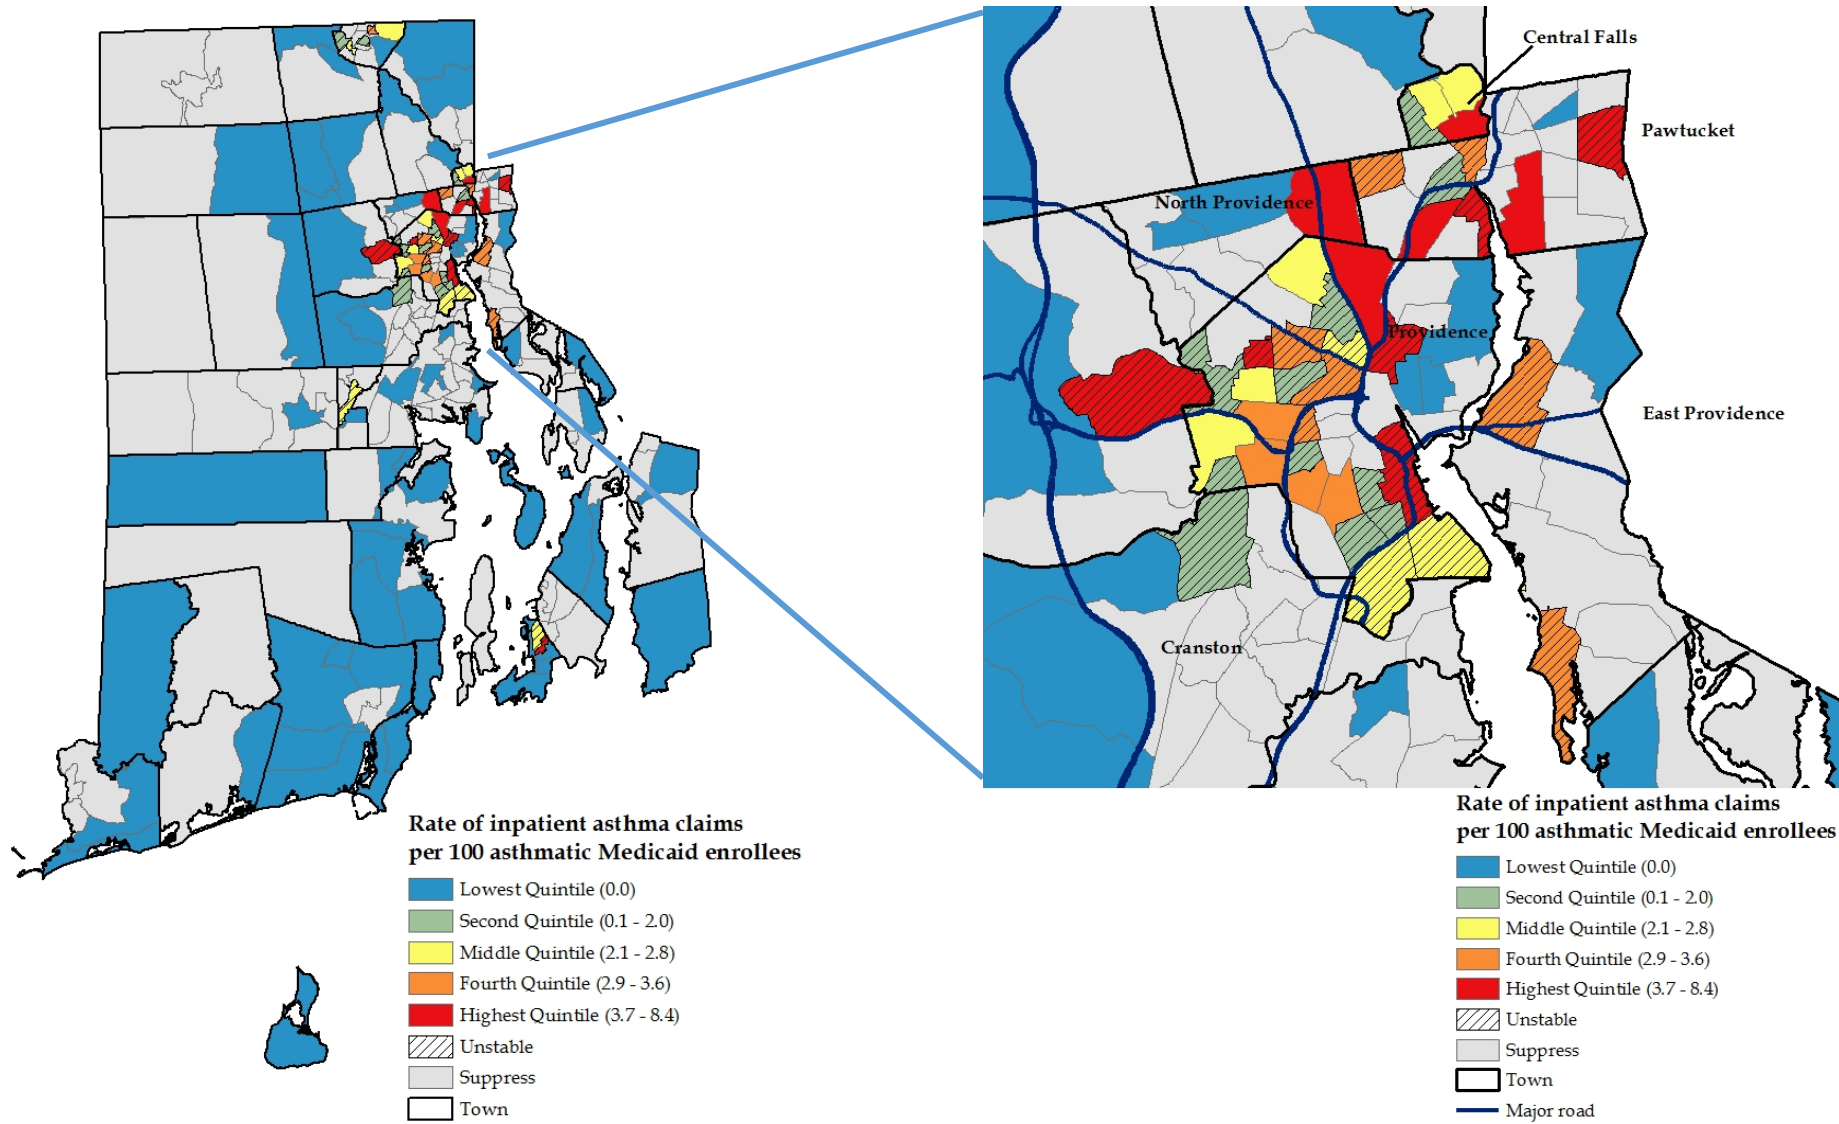 Central Falls
Pawtucket
North Providence
Providence
East Providence
Cranston
Rate of inpatient asthma claims
per 100 asthmatic Medicaid enrollees
Lowest Quintile (0.0)
Second Quintile (0.1 - 2.0)
Middle Quintile (2.1 - 2.8)
Fourth Quintile (2.9 - 3.6)
Highest Quintile (3.7 - 8.4)
Unstable
Suppress
Town
Rate of inpatient asthma claims
per 100 asthmatic Medicaid enrollees
Lowest Quintile (0.0)
Second Quintile (0.1 - 2.0)
Middle Quintile (2.1 - 2.8)
Fourth Quintile (2.9 - 3.6)
Highest Quintile (3.7 - 8.4)
Unstable
Suppress
Town
Major road